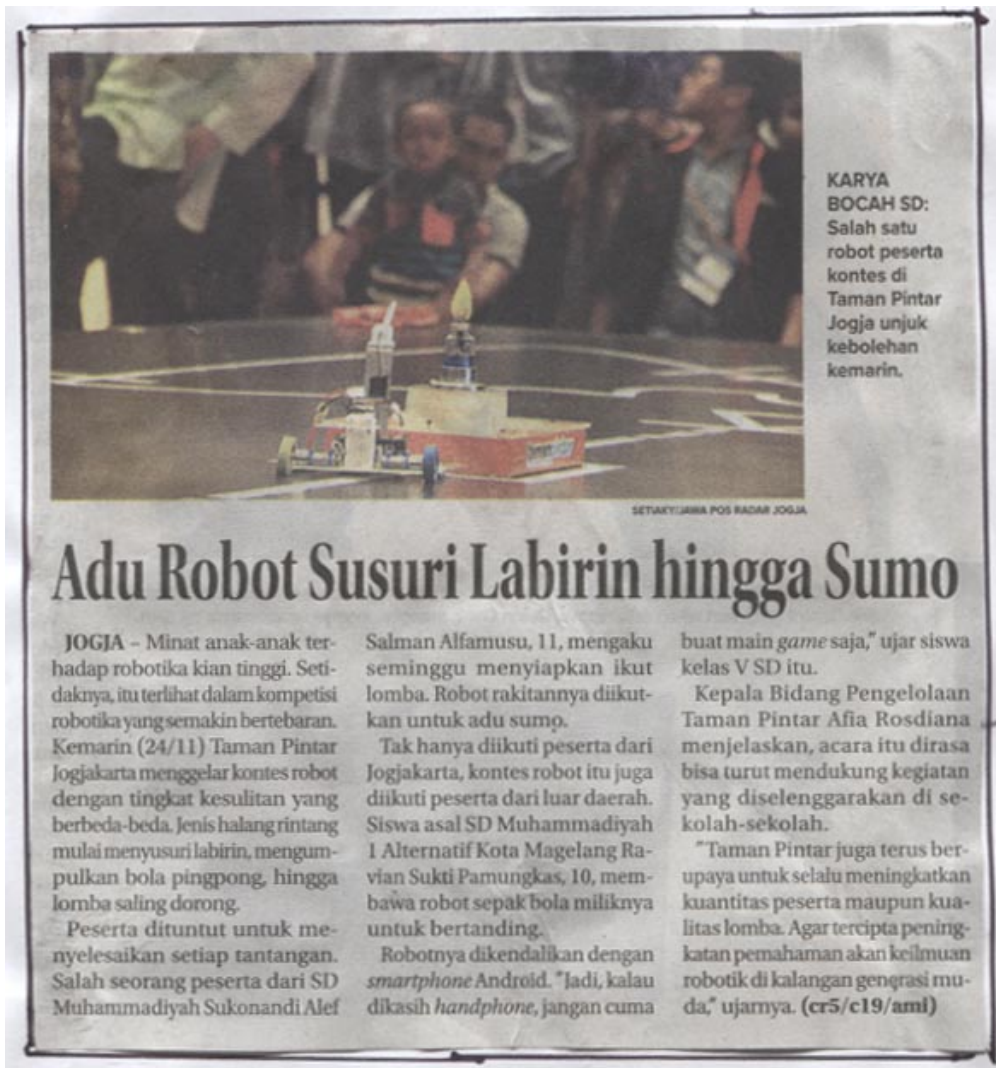 KARYA
BOCAH SD:
Salah satu
robot peserta
kontes di
Taman Pintar
Jogja unjuk
kebolehan
kemarin.
JAWA POS RADAR JOGJA
Adu Robot Susuri Labirin hingga Sumo
JOGJA – Minat anak-anak ter-
hadap robotika kian tinggi. Seti-
daknya, itu terlihat dalam kompetisi
robotika yang semakin bertebaran.
Kemarin (24/11) Taman Pintar
Jogjakarta menggelar kontes robot
dengan tingkat kesulitan yang
berbeda-beda. Jenis halang rintang
mulai menyusuri labirin, mengum-
pulkan bola pingpong, hingga
lomba saling dorong.
Peserta dituntut untuk me-
nyelesaikan setiap tantangan.
Salah seorang peserta dari SD
Muhammadiyah Sukonandi Alef
Salman Alfamusu, 11, mengaku
seminggu menyiapkan ikut
lomba. Robot rakitannya diikut-
kan untuk adu sumo.
Tak hanya diikuti peserta dari
Jogjakarta, kontes robot itu juga
diikuti peserta dari luar daerah.
Siswa asal SD Muhammadiyah
1 Alternatif Kota Magelang Ra-
vian Sukti Pamungkas, 10, mem-
bawa robot sepak bola miliknya
untuk bertanding.
Robotnya dikendalikan dengan
smartphone Android. "Jadi, kalau
dikasih handphone, jangan cuma
buat main game saja," ujar siswa
kelas V SD itu.
Kepala Bidang Pengelolaan
Taman Pintar Afia Rosdiana
menjelaskan, acara itu dirasa
bisa turut mendukung kegiatan
yang diselenggarakan di se-
kolah-sekolah.
"Taman Pintar juga terus ber-
upaya untuk selalu meningkatkan
kuantitas peserta maupun kua-
litas lomba. Agar tercipta pening-
katan pemahaman akan keilmuan
robotik di kalangan generasi mu-
da," ujarnya. (cr5/c19/ami)